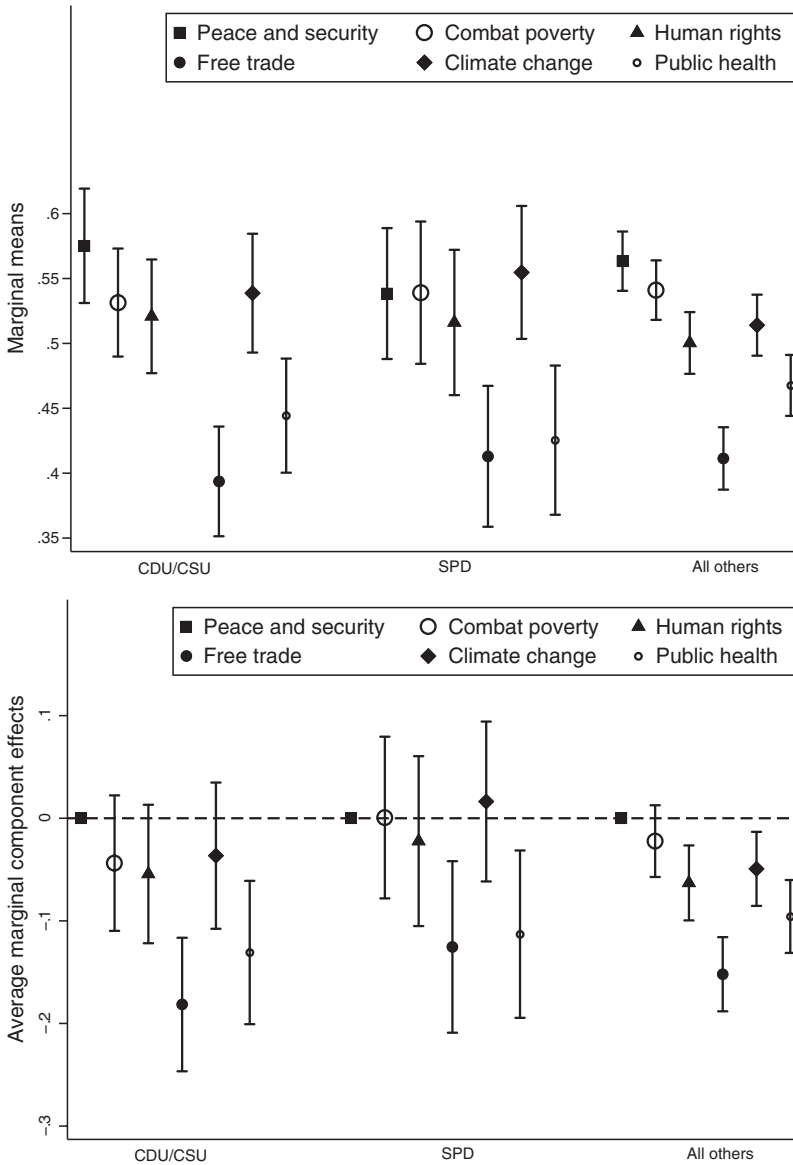 Peace and security Combat poverty Human rights
Free trade Climate change Public health
Marginal means
.6
.55
.5
.45
.4
.35
CDU/CSU SPD All others
Peace and security Combat poverty Human rights
Free trade Climate change Public health
Average marginal component effects
.1
0
-.1
-.2
-.3
CDU/CSU SPD All others